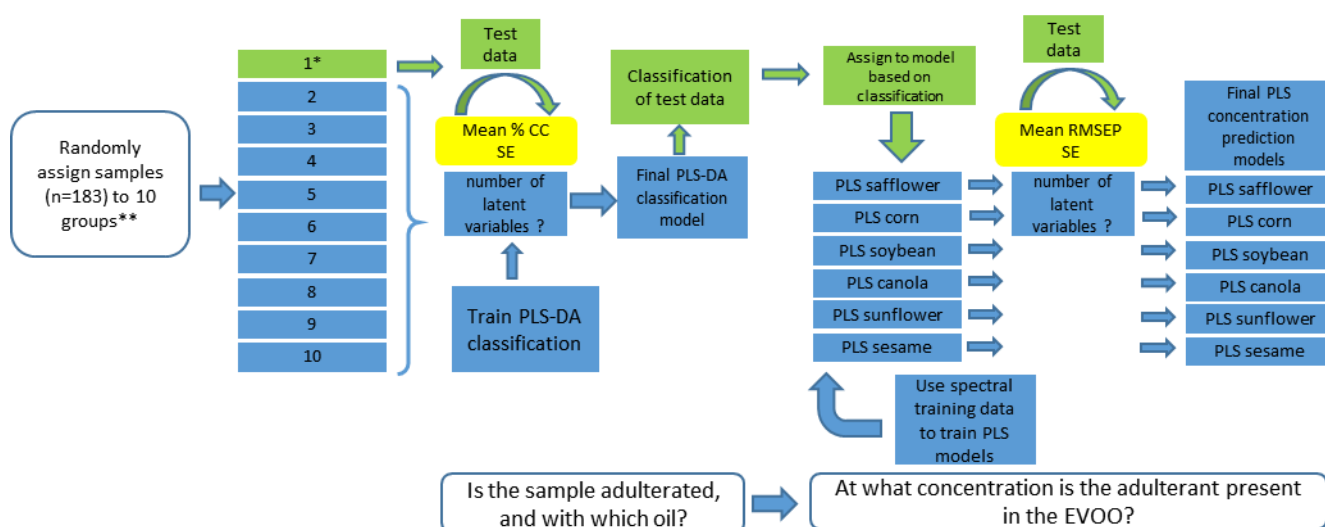 Randomly
assign samples
(n=183) to 10
groups**
1*
2
3
4
5
6
7
8
9
10
Test
data
Mean % CC
SE
number of
latent
variables ?
Train PLS-DA
classification
Classification
of test data
Final PLS-DA
classification
model
Assign to model
based on
classification
PLS safflower
PLS corn
PLS soybean
PLS canola
PLS sunflower
PLS sesame
Use spectral
training data
to train PLS
models
Test
data
Mean RMSEP
SE
number of
latent
variables ?
Final PLS
concentration
prediction
models
PLS safflower
PLS corn
PLS soybean
PLS canola
PLS sunflower
PLS sesame
Is the sample adulterated,
and with which oil?
At what concentration is the adulterant present
in the EVOO?